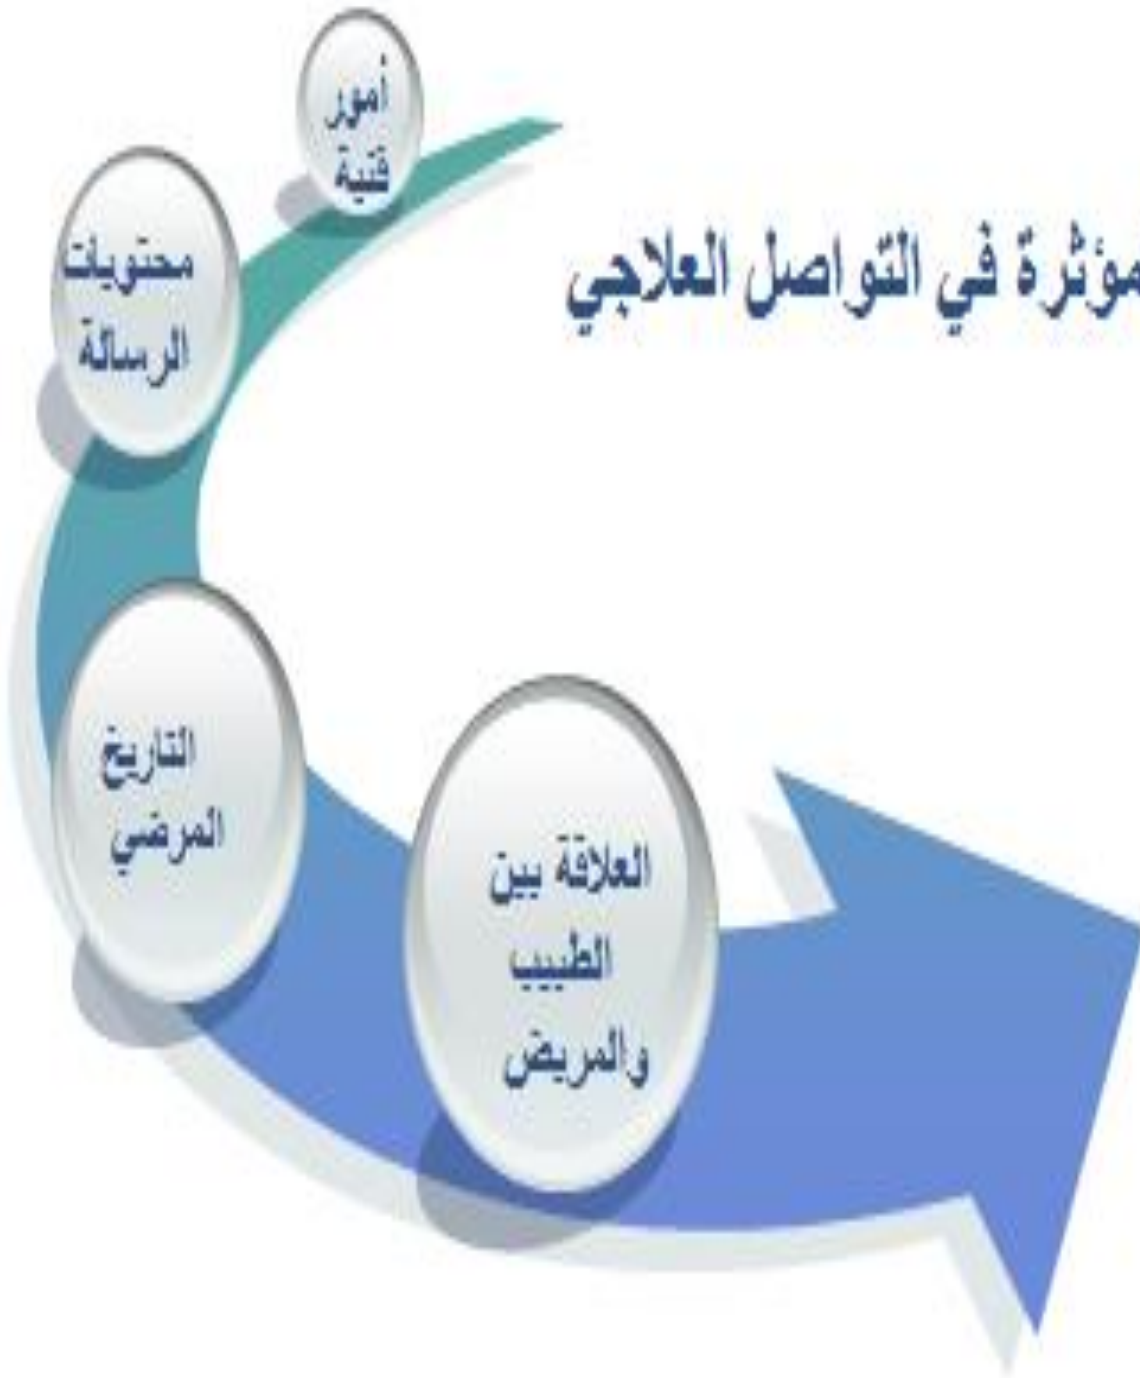 مؤثرة في التواصل العلاجي
أمور
فنية
محتويات
الرسالة
التاريخ
المرضي
العلاقة بين
الطبيب
والمريض